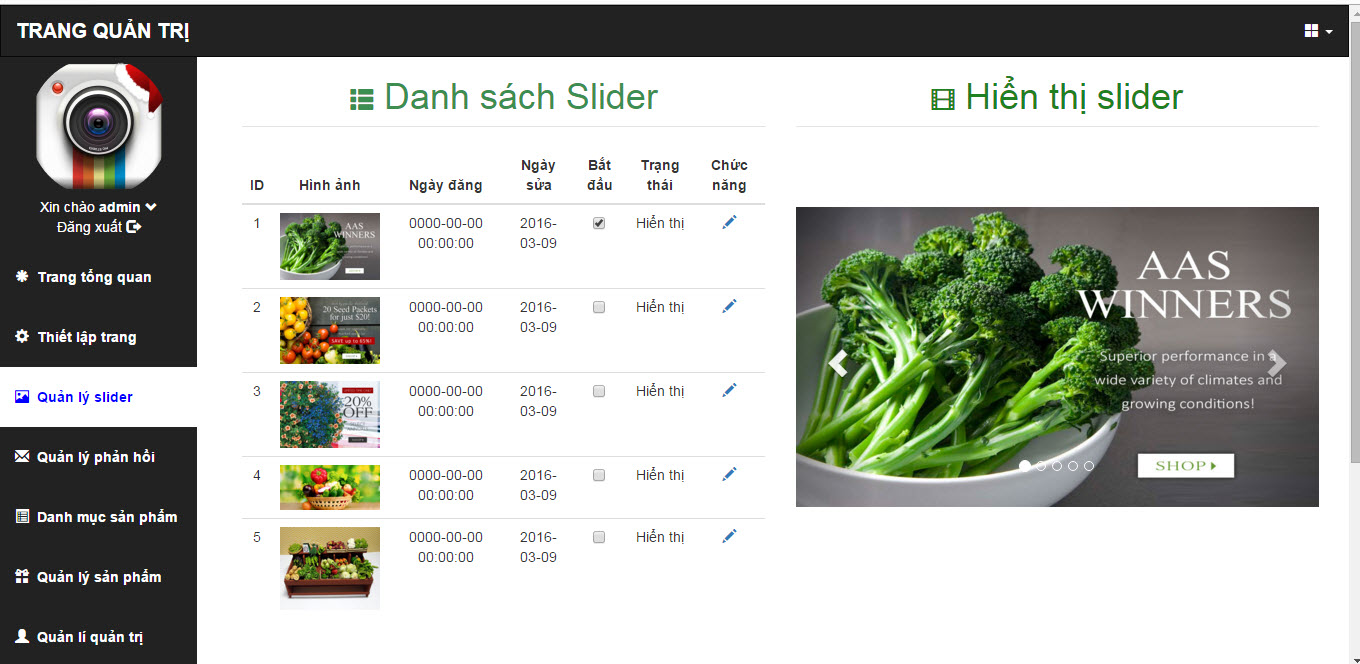 TRANG QUẢN TRỊ
Xin chào admin
Đăng xuất
Trang tổng quan
Thiết lập trang
Quản lý slider
Quản lý phản hồi
Danh mục sản phẩm
Quản lý sản phẩm
Quản lí quản trị
Danh sách Slider
ID Hình ảnh Ngày đăng Ngày sửa Bắt đầu Trạng thái Chức năng
1 0000-00-00 2016- Hiển thị
00:00:00 03-09
AAS
WINNERS
2 0000-00-00 2016- Hiển thị
00:00:00 03-09
20 Seed Packets
for just $20!
SAVE up to 65%!
3 0000-00-00 2016- Hiển thị
00:00:00 03-09
20%
OFF
4 0000-00-00 2016- Hiển thị
00:00:00 03-09
5 0000-00-00 2016- Hiển thị
00:00:00 03-09
Hiển thị slider
AAS
WINNERS
Superior performance in a
wide variety of climates and
growing conditions!
SHOP